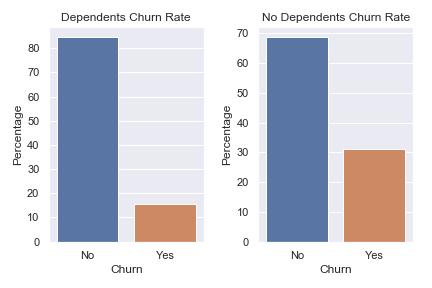 Dependents Churn Rate
80
70
60
50
40
30
20
10
0
Percentage
No Yes
Churn
No Dependents Churn Rate
70
60
50
40
30
20
10
0
Percentage
No Yes
Churn